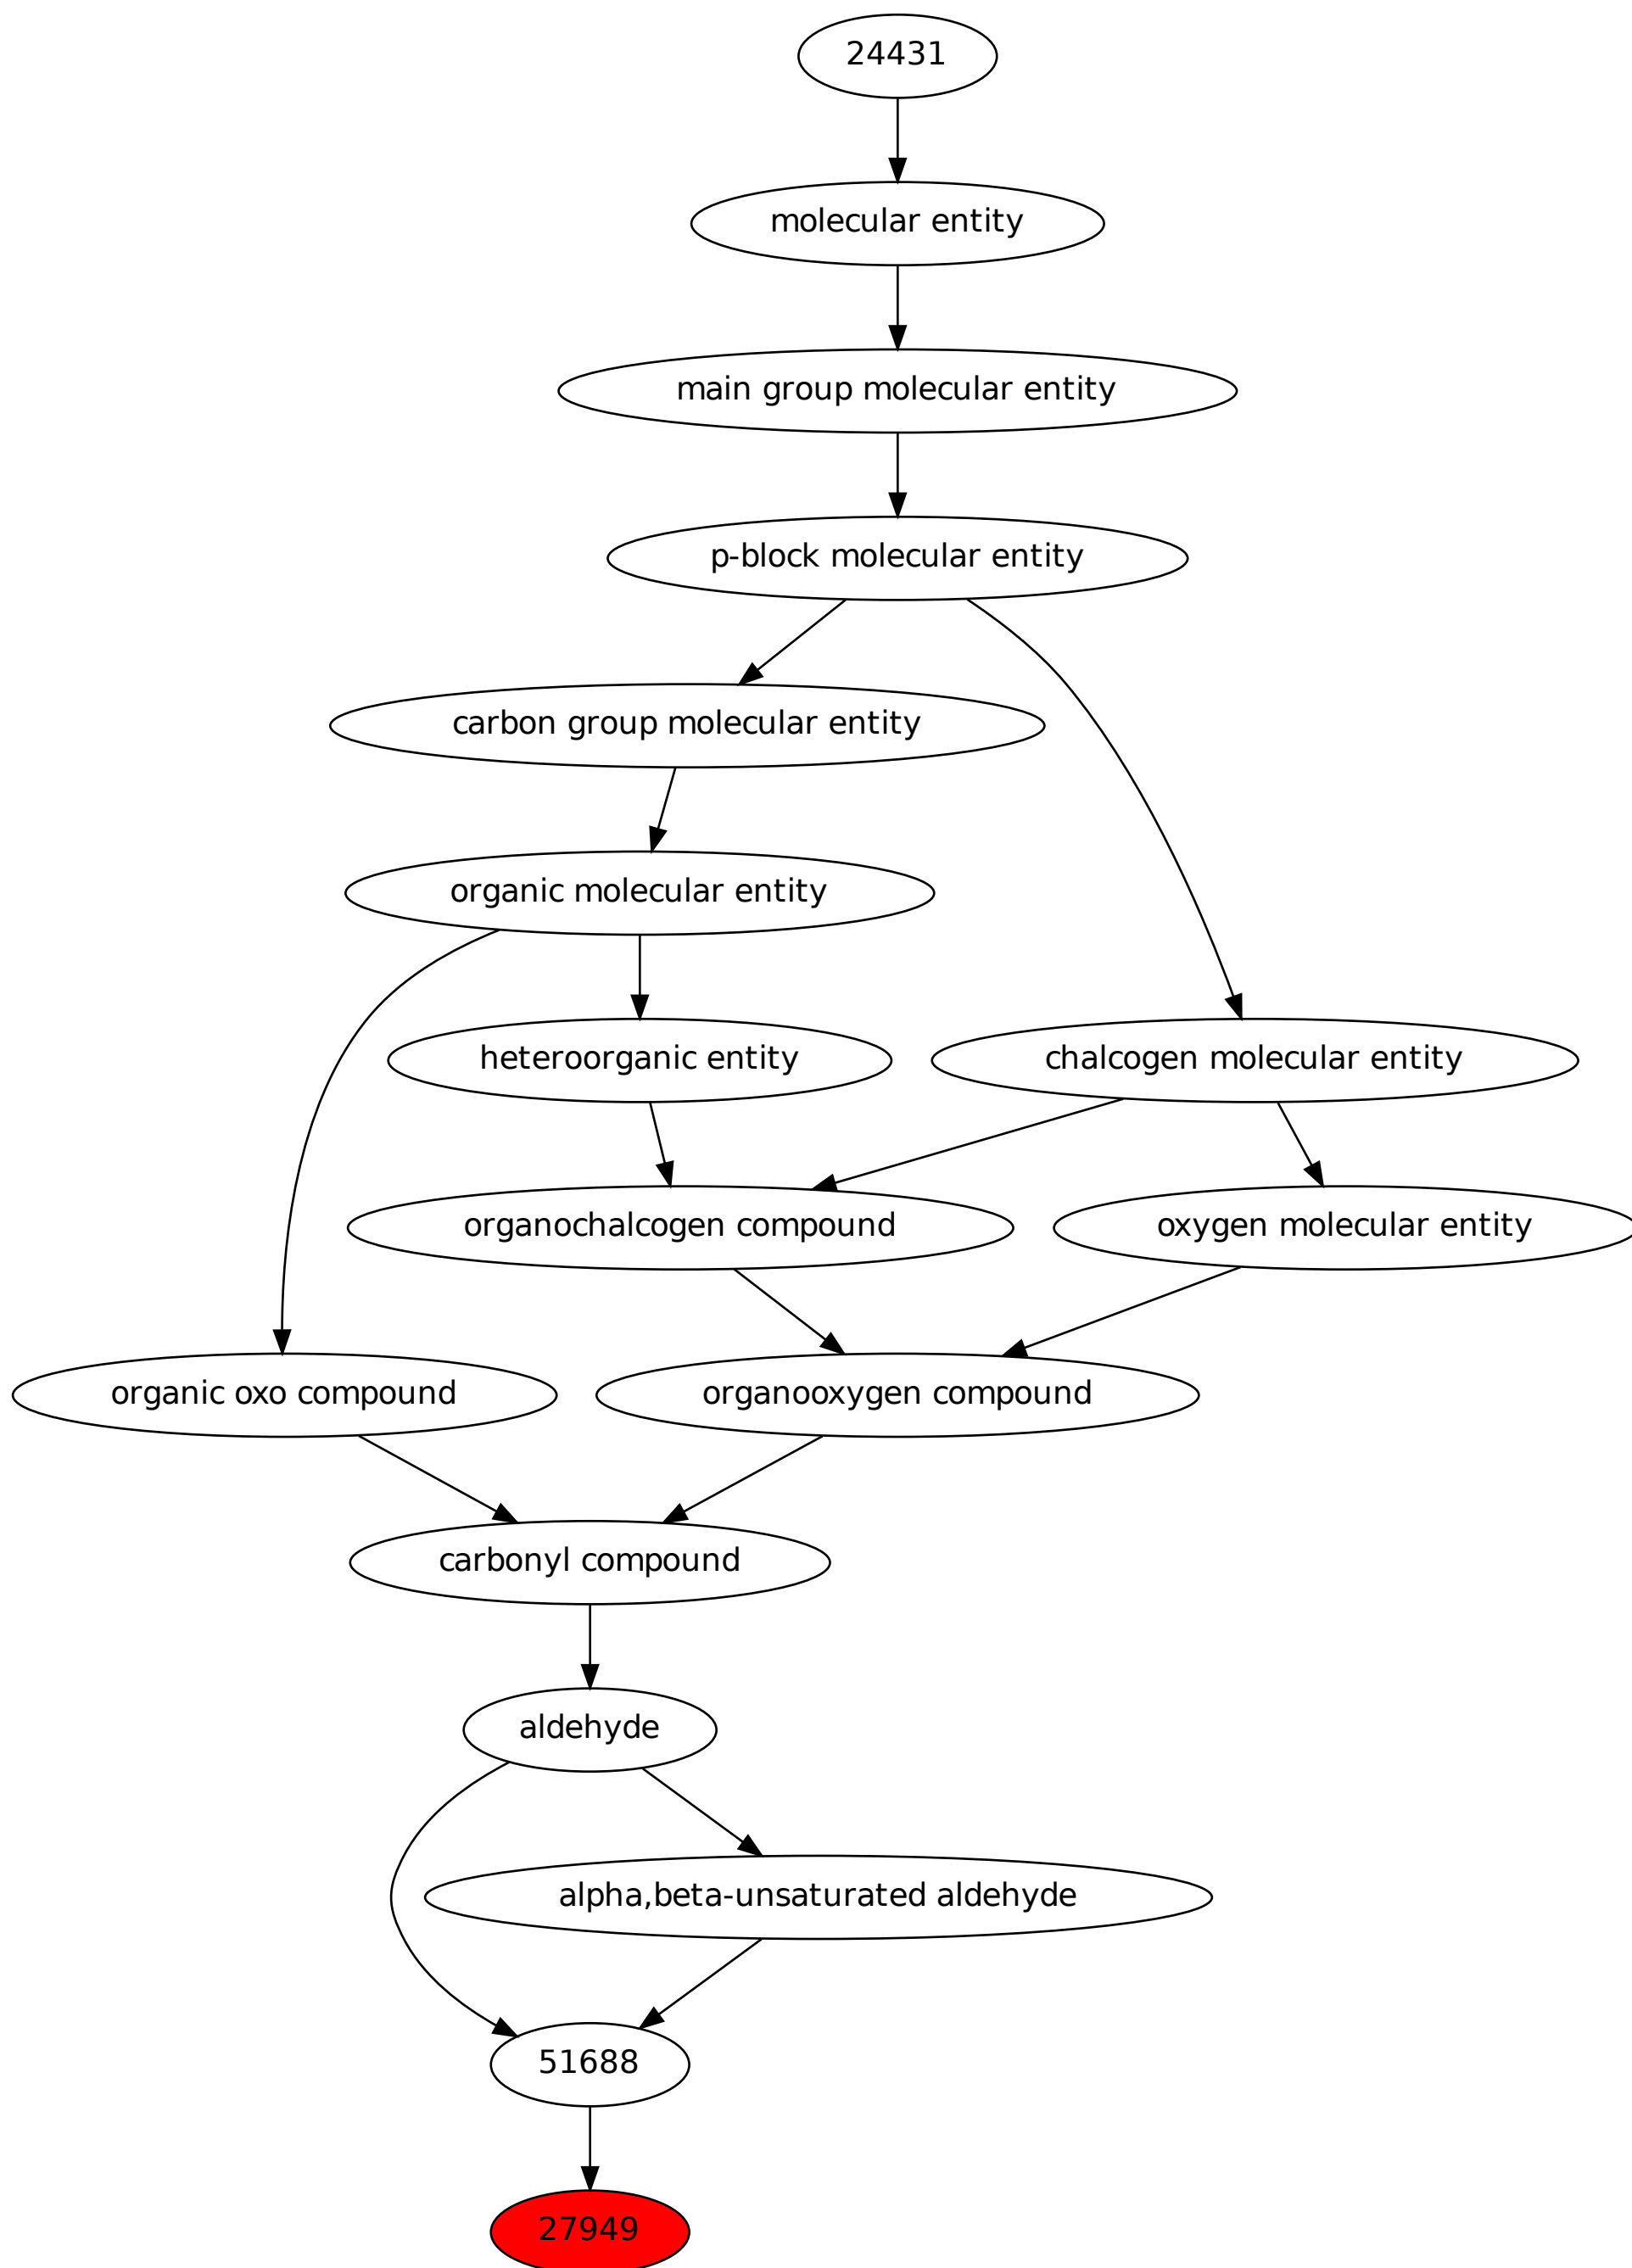 24431
molecular entity
main group molecular entity
p-block molecular entity
carbon group molecular entity
organic molecular entity
heteroorganic entity
chalcogen molecular entity
organochalcogen compound
oxygen molecular entity
organic oxo compound
organooxygen compound
carbonyl compound
aldehyde
alpha,beta-unsaturated aldehyde
51688
27949